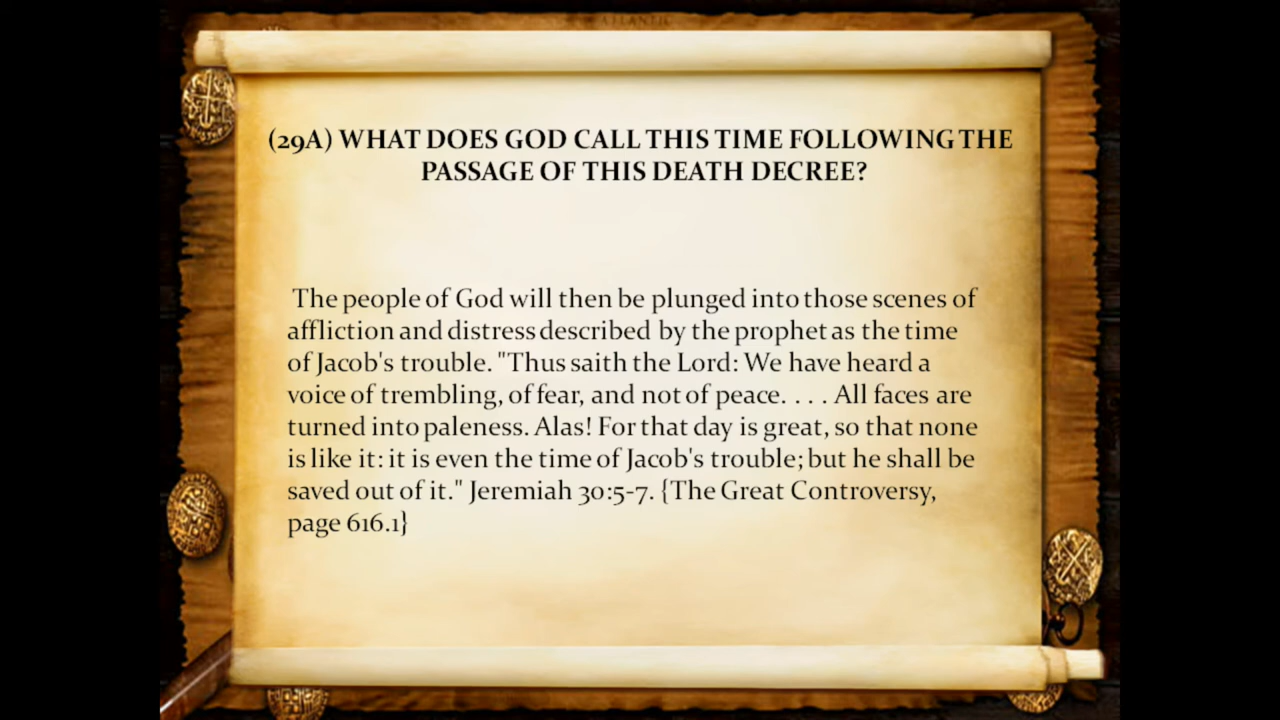 ATLANTIC
(29A) WHAT DOES GOD CALL THIS TIME FOLLOWING THE
PASSAGE OF THIS DEATH DECREE?
The people of God will then be plunged into those scenes of
affliction and distress described by the prophet as the time
of Jacob's trouble. "Thus saith the Lord: We have heard a
voice of trembling, of fear, and not of peace. . . . All faces are
turned into paleness. Alas! For that day is great, so that none
is like it: it is even the time of Jacob's trouble; but he shall be
saved out of it." Jeremiah 30:5-7. {The Great Controversy,
page 616.1}